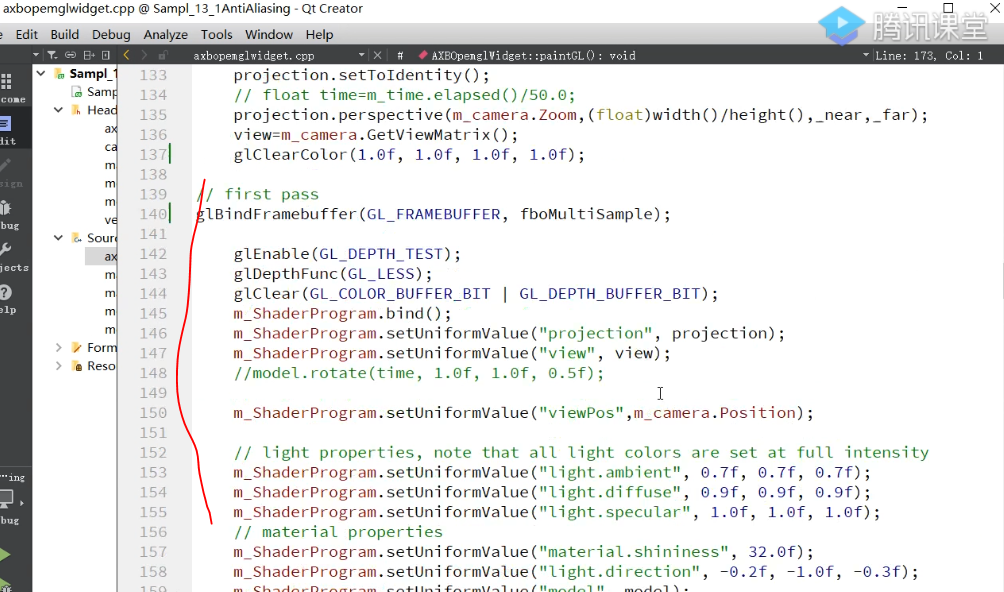 axbopemglwidget.cpp @ Sampl_13_1AntiAliasing - Qt Creator
腾讯课堂
Edit Build Debug Analyze Tools Window Help
axbopemglwidget.cpp # AXBOpemglWidget::paintGL(): void Line: 173, Col: 1
Sampl_1
Samp
Head
ax
ca
m
m
m
ve
Sourc
ax
m
m
m
m
Form
Reso
come
dit
sign
bug
jects
elp
ing
bug
133 projection.setToIdentity();
134 // float time=m_time.elapsed()/50.0;
135 projection.perspective(m_camera.Zoom,(float)width()/height(),_near,_far);
136 view=m_camera.GetViewMatrix();
137 glClearColor(1.0f, 1.0f, 1.0f, 1.0f);
138
139 // first pass
140 glBindFramebuffer(GL_FRAMEBUFFER, fboMultiSample);
141
142 glEnable(GL_DEPTH_TEST);
143 glDepthFunc(GL_LESS);
144 glClear(GL_COLOR_BUFFER_BIT | GL_DEPTH_BUFFER_BIT);
145 m_ShaderProgram.bind();
146 m_ShaderProgram.setUniformValue("projection", projection);
147 m_ShaderProgram.setUniformValue("view", view);
148 //model.rotate(time, 1.0f, 1.0f, 0.5f);
149
150 m_ShaderProgram.setUniformValue("viewPos",m_camera.Position);
151
152 // light properties, note that all light colors are set at full intensity
153 m_ShaderProgram.setUniformValue("light.ambient", 0.7f, 0.7f, 0.7f);
154 m_ShaderProgram.setUniformValue("light.diffuse", 0.9f, 0.9f, 0.9f);
155 m_ShaderProgram.setUniformValue("light.specular", 1.0f, 1.0f, 1.0f);
156 // material properties
157 m_ShaderProgram.setUniformValue("material.shininess", 32.0f);
158 m_ShaderProgram.setUniformValue("light.direction", -0.2f, -1.0f, -0.3f);
159 m_ShaderProgram.setUniformValue("model", model);